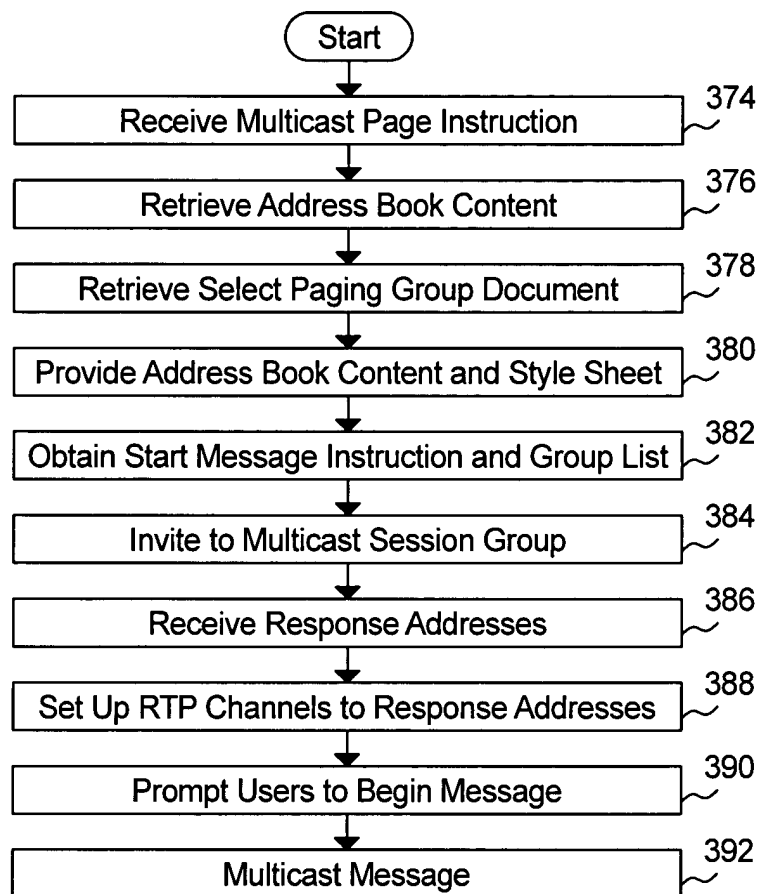 Start
374
Receive Multicast Page Instruction
376
Retrieve Address Book Content
378
Retrieve Select Paging Group Document
380
Provide Address Book Content and Style Sheet
382
Obtain Start Message Instruction and Group List
384
Invite to Multicast Session Group
386
Receive Response Addresses
388
Set Up RTP Channels to Response Addresses
390
Prompt Users to Begin Message
392
Multicast Message